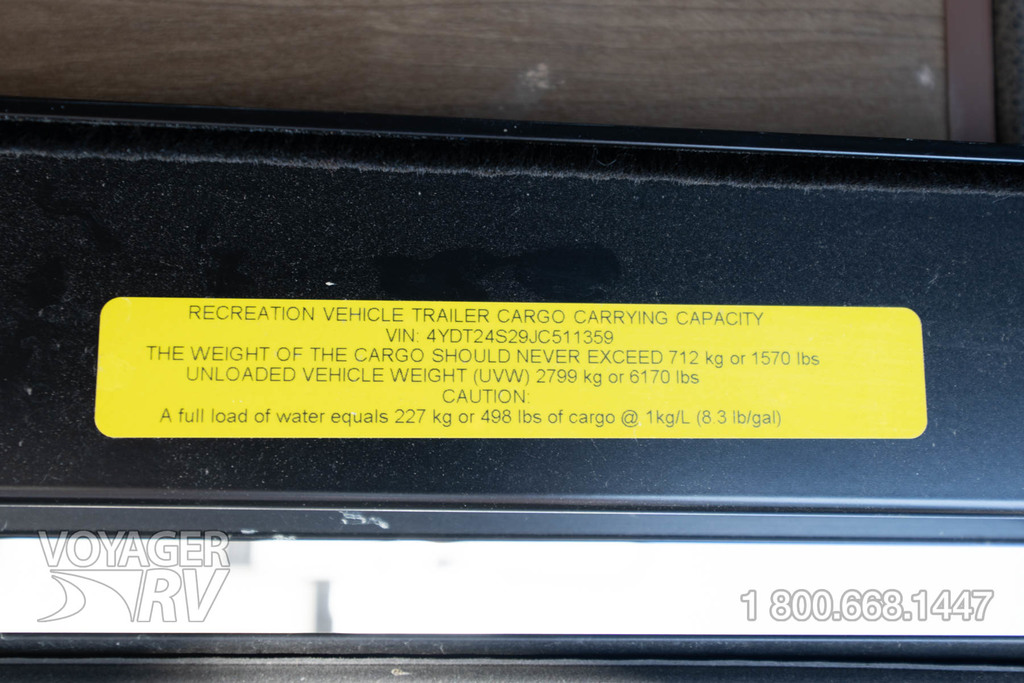 RECREATION VEHICLE TRAILER CARGO CARRYING CAPACITY
VIN: 4YDT24S29JC511359
THE WEIGHT OF THE CARGO SHOULD NEVER EXCEED 712 kg or 1570 lbs
UNLOADED VEHICLE WEIGHT (UVW) 2799 kg or 6170 lbs
CAUTION:
A full load of water equals 227 kg or 498 lbs of cargo @ 1kg/L (8.3 lb/gal)
VOYAGER
RV
1 800.668.1447